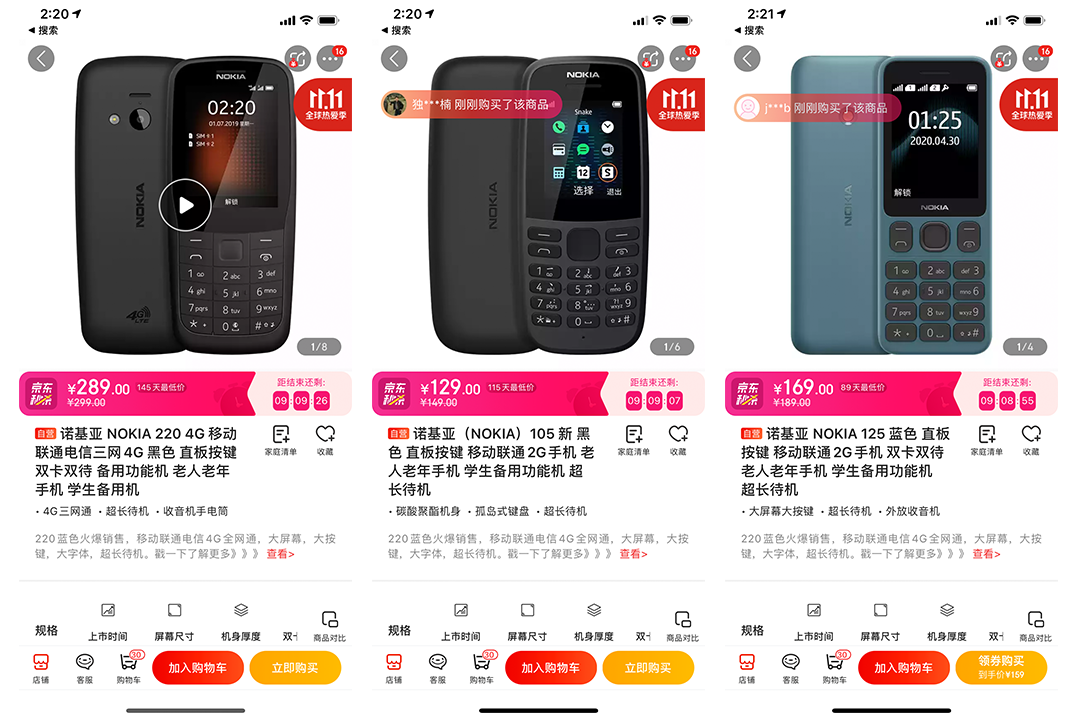 2:20
搜索
16
11.11
全球热爱季
NOKIA
02:20
01.07.2019 星期一
SIM 卡 1
SIM 卡 2
解锁
NOKIA
4G
LTE
1
2 abc
3 def
4 ghi
5 jkl
6 mno
7 pqrs
8 tuv
9 wxyz
*
0
#
1/8
京东
秒杀
¥289.00
145天最低价
¥299.00
距结束还剩:
09:09:26
自营 诺基亚 NOKIA 220 4G 移动
联通电信三网 4G 黑色 直板按键
双卡双待 备用功能机 老人老年
手机 学生备用机
家庭清单
收藏
· 4G三网通 · 超长待机 · 收音机手电筒
220蓝色火爆销售，移动联通电信4G全网通，大屏幕，大按
键，大字体，超长待机。戳一下了解更多》》》 查看>
规格
上市时间
屏幕尺寸
机身厚度
商品对比
店铺
客服
30
购物车
加入购物车
立即购买
2:20
搜索
16
独***楠 刚刚购买了该商品
11.11
全球热爱季
NOKIA
Snake
12
S
选择
退出
NOKIA
1
2 abc
def 3
4 ghi
5 jkl
mno 6
7 pqrs
8 tuv
wxyz 9
*
0
#
1/6
京东
秒杀
¥129.00
115天最低价
¥149.00
距结束还剩:
09:09:07
自营 诺基亚（NOKIA）105 新 黑
色 直板按键 移动联通 2G手机 老
人老年手机 学生备用功能机 超
长待机
家庭清单
收藏
· 碳酸聚酯机身 · 孤岛式键盘 · 超长待机
220蓝色火爆销售，移动联通电信4G全网通，大屏幕，大按
键，大字体，超长待机。戳一下了解更多》》》 查看>
规格
上市时间
屏幕尺寸
机身厚度
商品对比
店铺
客服
30
购物车
加入购物车
立即购买
2:21
搜索
16
j***b 刚刚购买了该商品
11.11
全球热爱季
1
2
01:25
2020.04.30
解锁
NOKIA
NOKIA
1
2 abc
def 3
4 ghi
5 jkl
mno 6
7 pqrs
8 tuv
wxyz 9
*
0
#
1/4
京东
秒杀
¥169.00
89天最低价
¥189.00
距结束还剩:
09:08:55
自营 诺基亚 NOKIA 125 蓝色 直板
按键 移动联通 2G手机 双卡双待
老人老年手机 学生备用功能机
超长待机
家庭清单
收藏
· 大屏幕大按键 · 超长待机 · 外放收音机
220蓝色火爆销售，移动联通电信4G全网通，大屏幕，大按
键，大字体，超长待机。戳一下了解更多》》》 查看>
规格
上市时间
屏幕尺寸
机身厚度
商品对比
店铺
客服
30
购物车
加入购物车
领券购买
到手价¥159